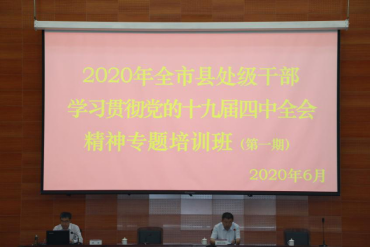 2020年全市县处级干部
学习贯彻党的十九届四中全会
精神专题培训班（第一期）
2020年6月